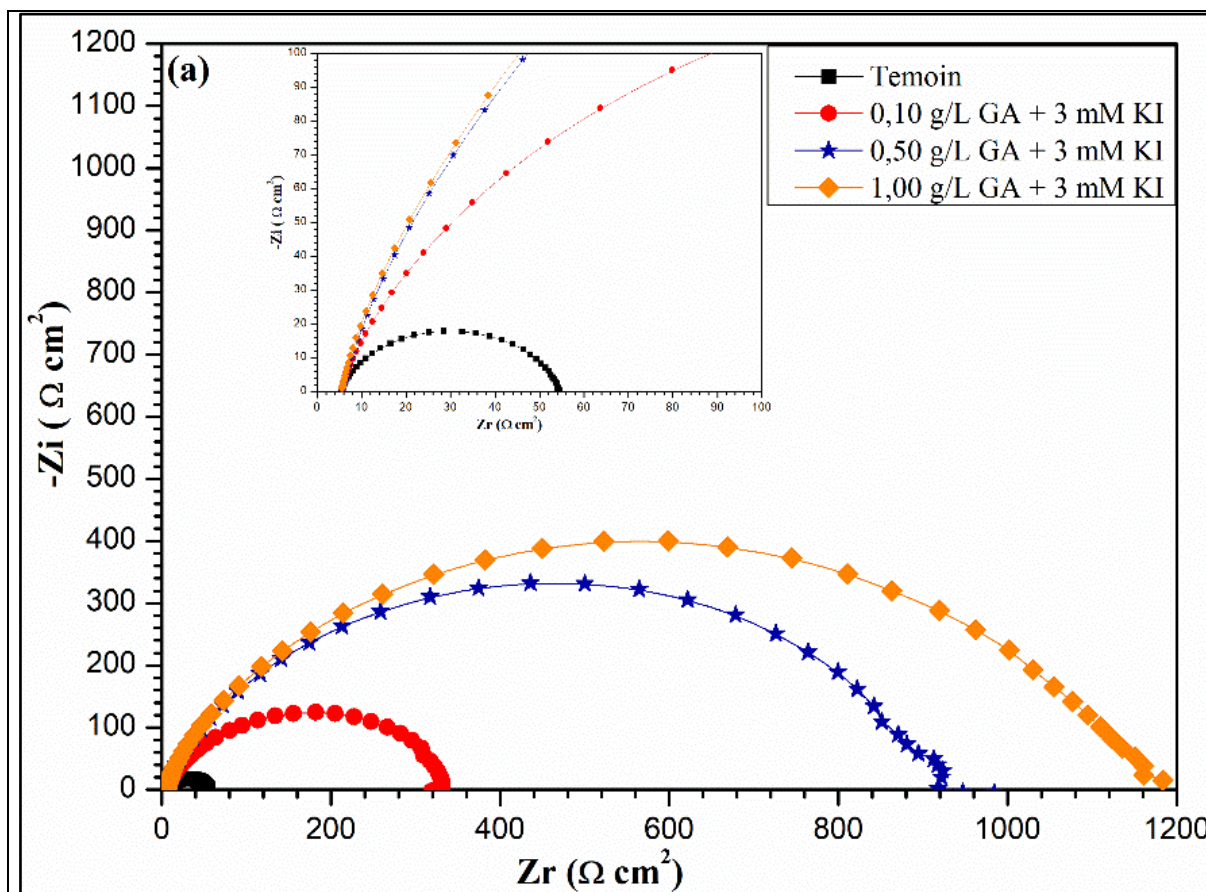 (a)
Temoin
0,10 g/L GA + 3 mM KI
0,50 g/L GA + 3 mM KI
1,00 g/L GA + 3 mM KI
1200
1100
1000
900
800
700
600
500
400
300
200
100
0
-Zi ( Ω cm²)
0 200 400 600 800 1000 1200
Zr (Ω cm²)
100
90
80
70
60
50
40
30
20
10
0
-Zi ( Ω cm²)
0 10 20 30 40 50 60 70 80 90 100
Zr (Ω cm²)